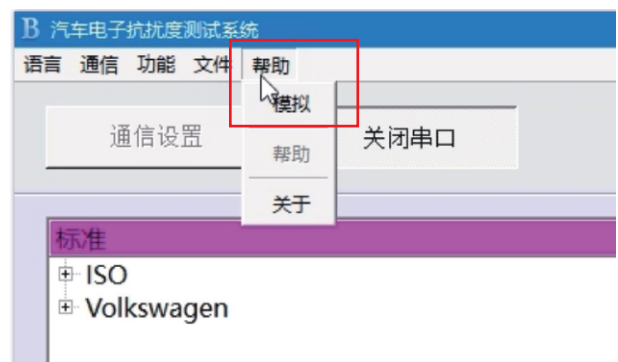 B 汽车电子抗扰度测试系统
语言 通信 功能 文件 帮助
模拟
通信设置 帮助 关闭串口
关于
标准
ISO
Volkswagen